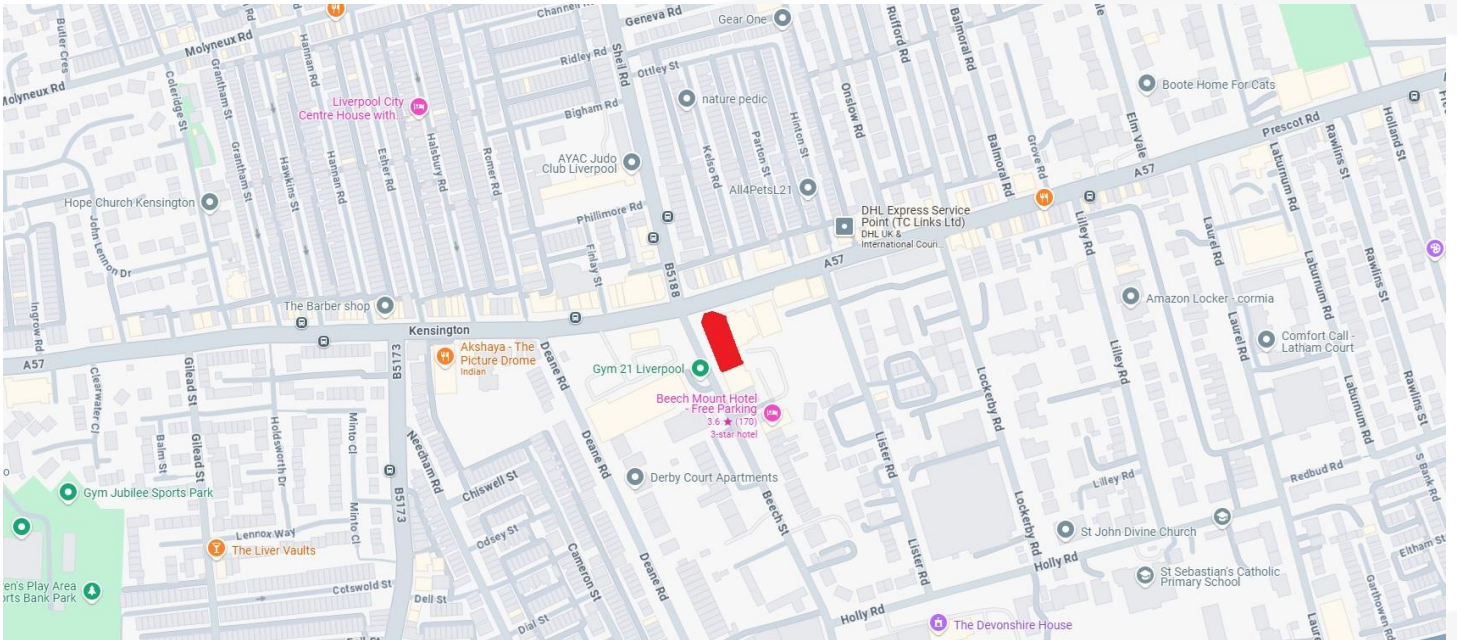 Butler Cres
Molyneux Rd
Molyneux Rd
Hannan Rd
Channell Rd
Geneva Rd
Gear One
Rufford Rd
Balmoral Rd
Vale
Coleridge St
Grantham St
Liverpool City
Centre House with...
Ridley Rd
Ottley St
Sheil Rd
nature pedic
Bigham Rd
Onslow Rd
Boote Home For Cats
Prescot Rd
Holland St
Grantham St
Hawkins St
Hannan Rd
Esher Rd
Halsbury Rd
Romer Rd
AYAC Judo
Club Liverpool
Kelso Rd
Parton St
Hinton St
Balmoral Rd
Grove Rd
Elm Vale
A57
Laburnum Rd
Rawlins St
Hope Church Kensington
All4PetsL21
John Lennon Dr
Phillimore Rd
DHL Express Service
Point (TC Links Ltd)
DHL UK &
International Couri...
Lilley Rd
Laurel Rd
Finlay St
B5188
A57
Laburnum Rd
Rawlins St
Ingrow Rd
The Barber shop
Amazon Locker - cormia
Kensington
A57
B5173
Akshaya - The
Picture Drome
Indian
Deane Rd
Gym 21 Liverpool
Lilley Rd
Laurel Rd
Comfort Call -
Latham Court
Clearwater Cl
Gilead St
Beech Mount Hotel
- Free Parking
3.6 ★ (170)
3-star hotel
Lockerby Rd
Laburnum Rd
Rawlins St
Balm St
Gilead St
Holdsworth Dr
Minto Cl
Needham Rd
Deane Rd
Lister Rd
Chiswell St
Derby Court Apartments
Lilley Rd
Redbud Rd
S Bank Rd
Gym Jubilee Sports Park
Minto Cl
B5173
Beech St
Lockerby Rd
St John Divine Church
Lennox Way
The Liver Vaults
Odsey St
Cameron St
Deane Rd
Lister Rd
Holly Rd
Eltham St
St Sebastian's Catholic
Primary School
ren's Play Area
orts Bank Park
Cotswold St
Dell St
Dial St
Holly Rd
The Devonshire House
Garthowen Rd